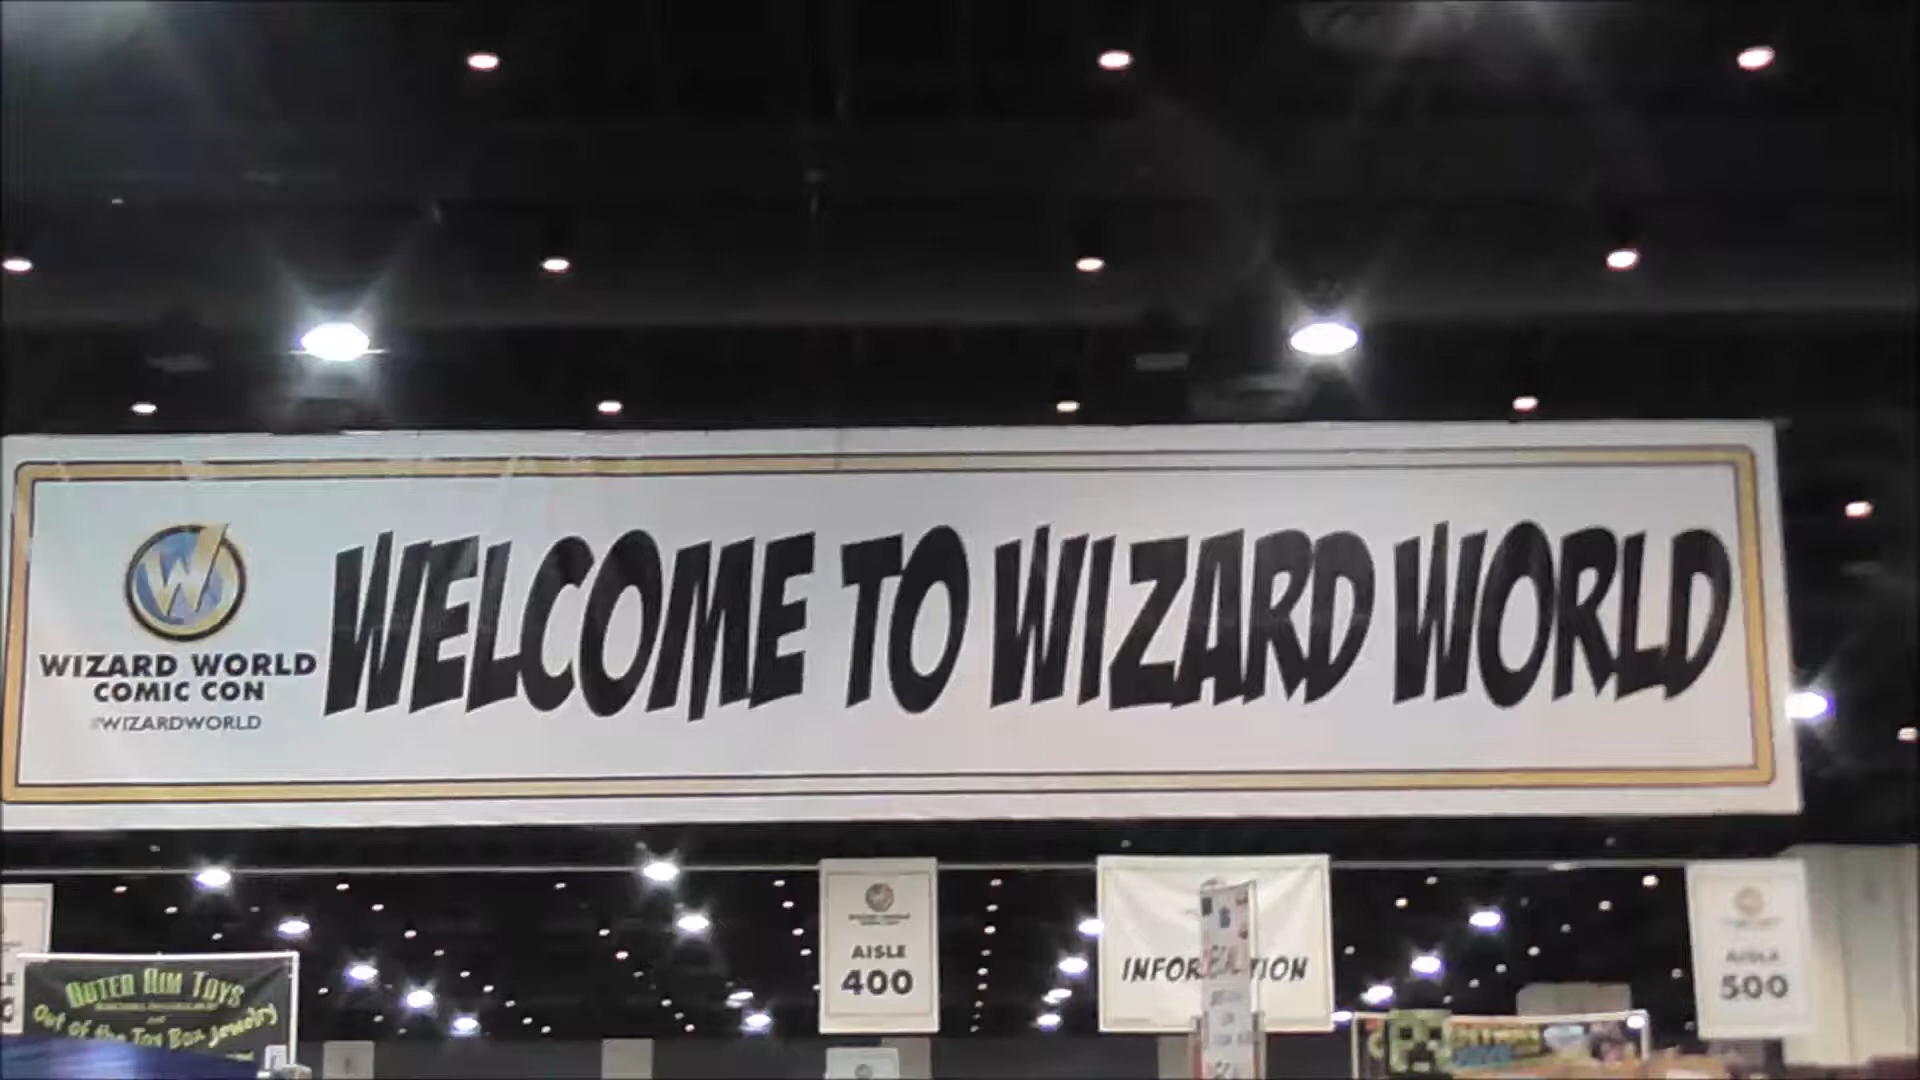 WELCOME TO WIZARD WORLD
WIZARD WORLD
COMIC CON
#WIZARDWORLD
AISLE
400
INFORMATION
AISLE
500
OUTER RIM TOYS
Out of the Toy Box Jewelry